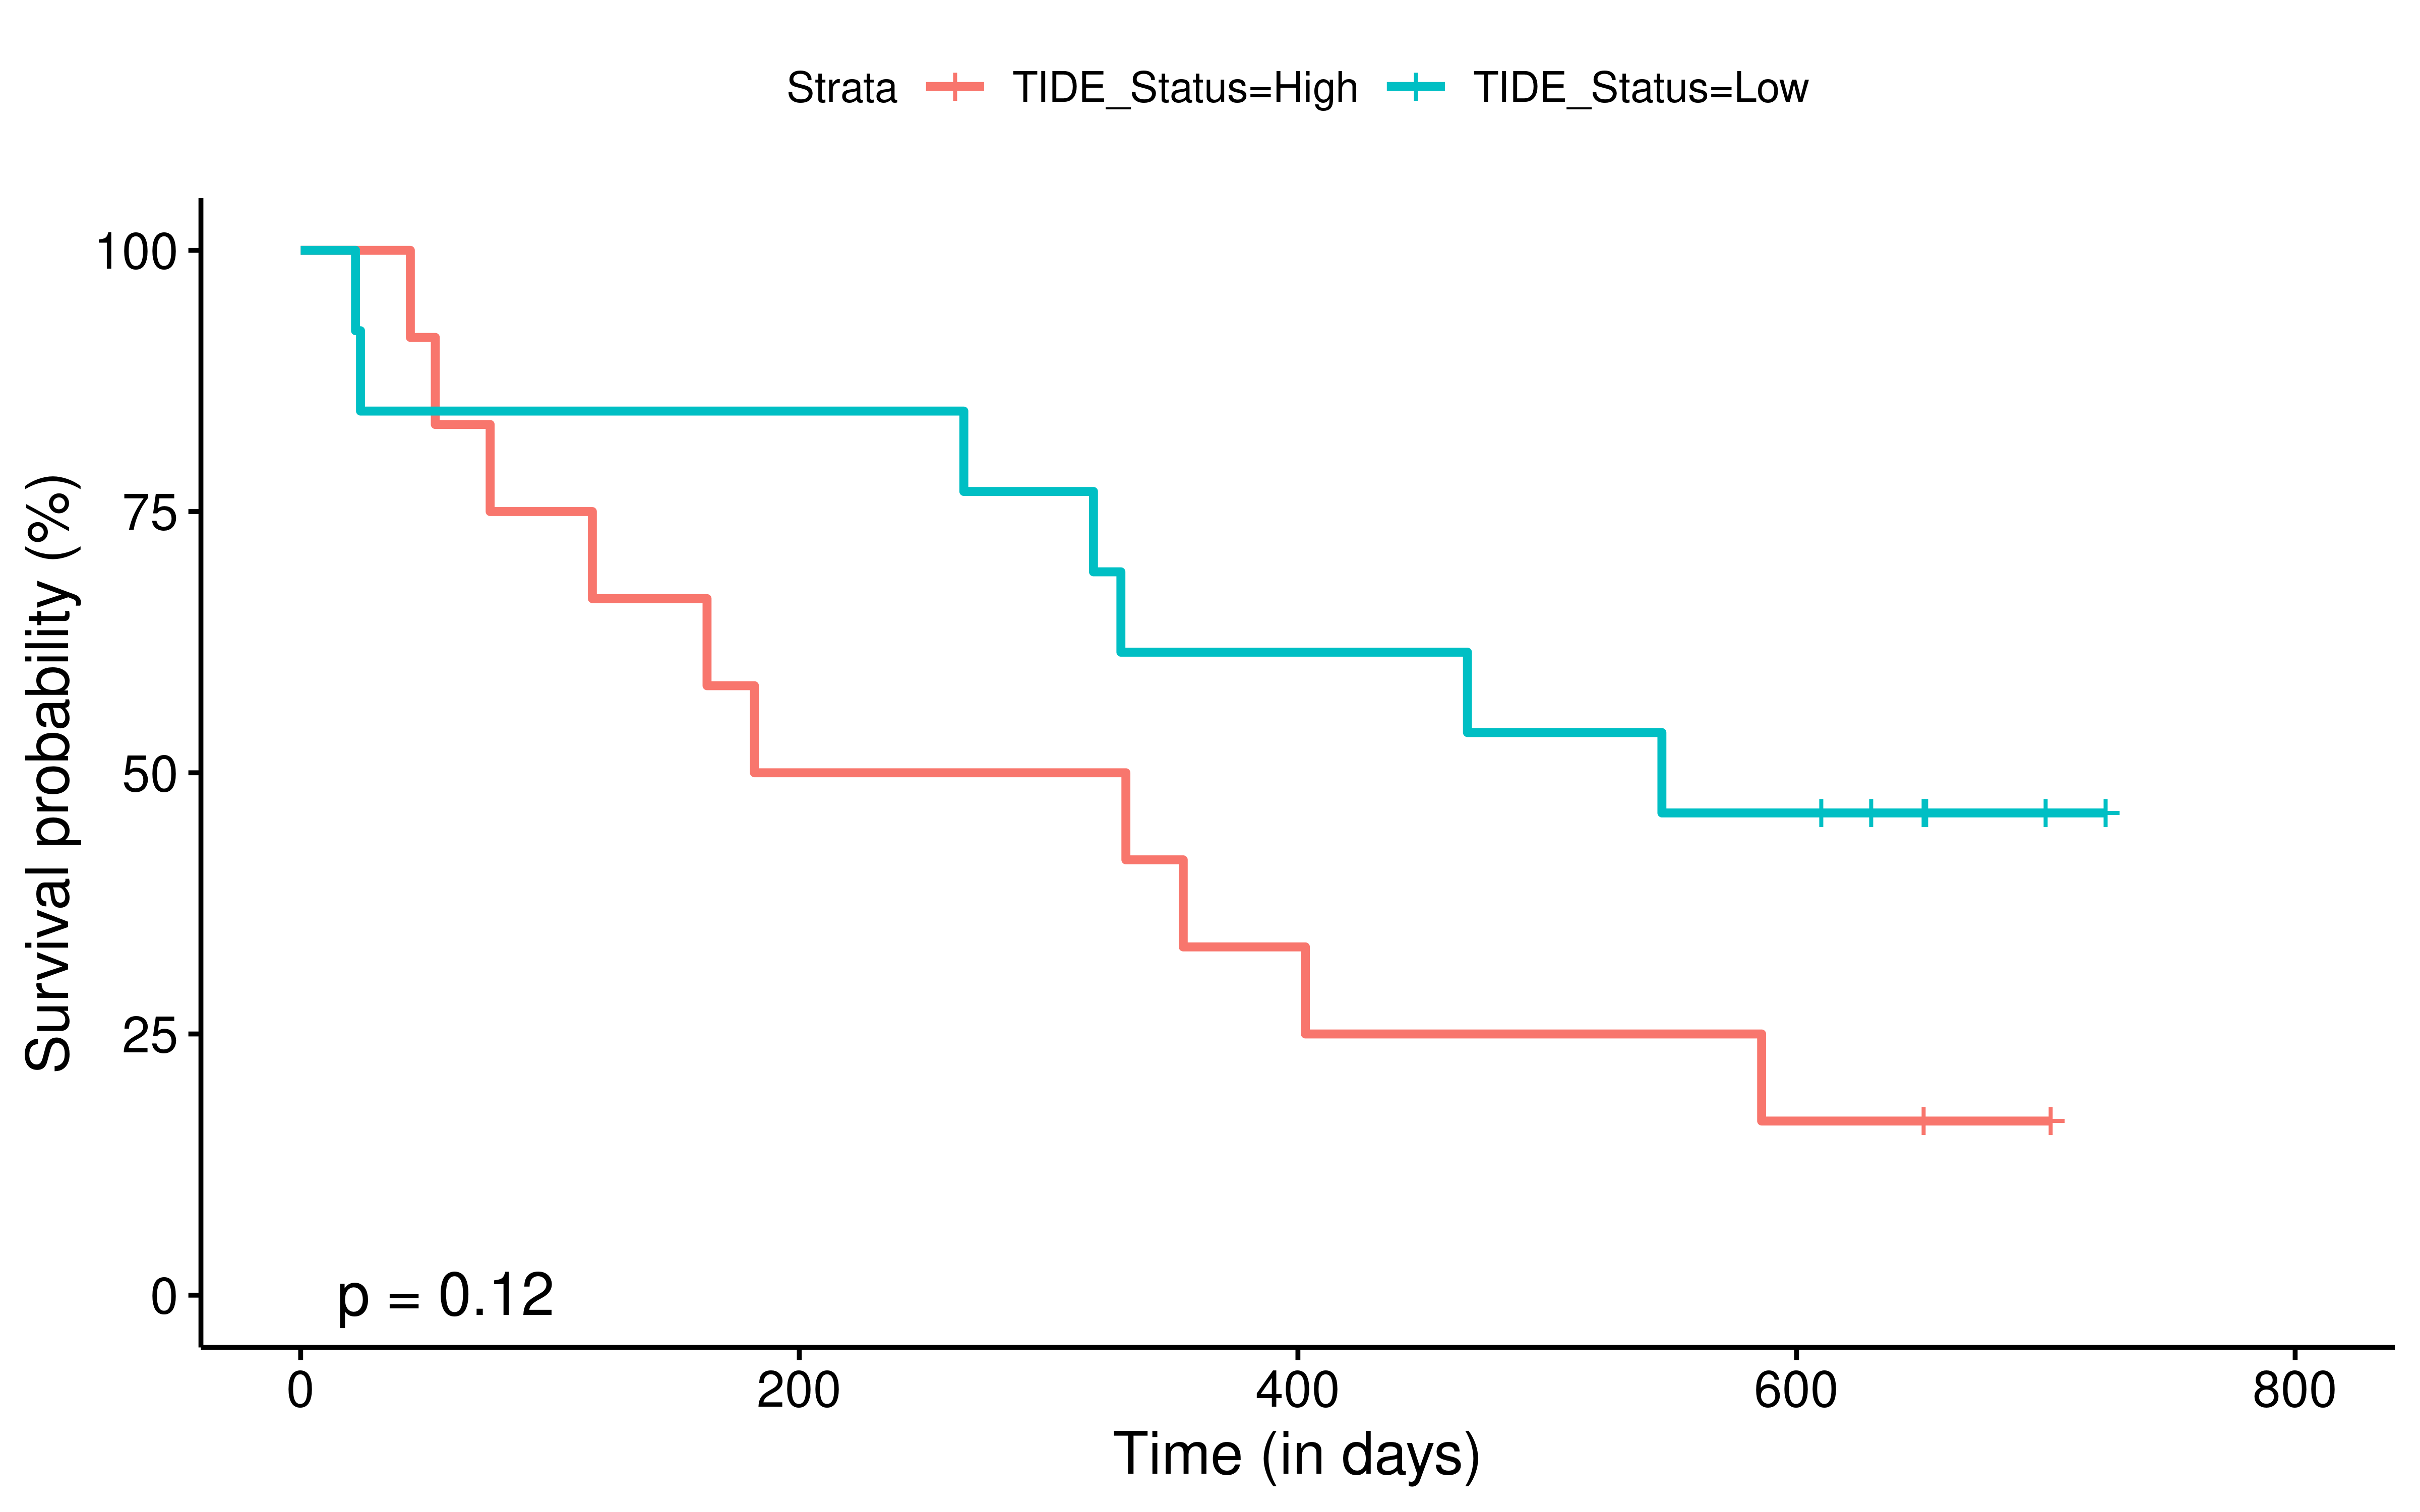 Strata TIDE_Status=High TIDE_Status=Low
Survival probability (%)
100
75
50
25
0
p = 0.12
0 200 400 600 800
Time (in days)